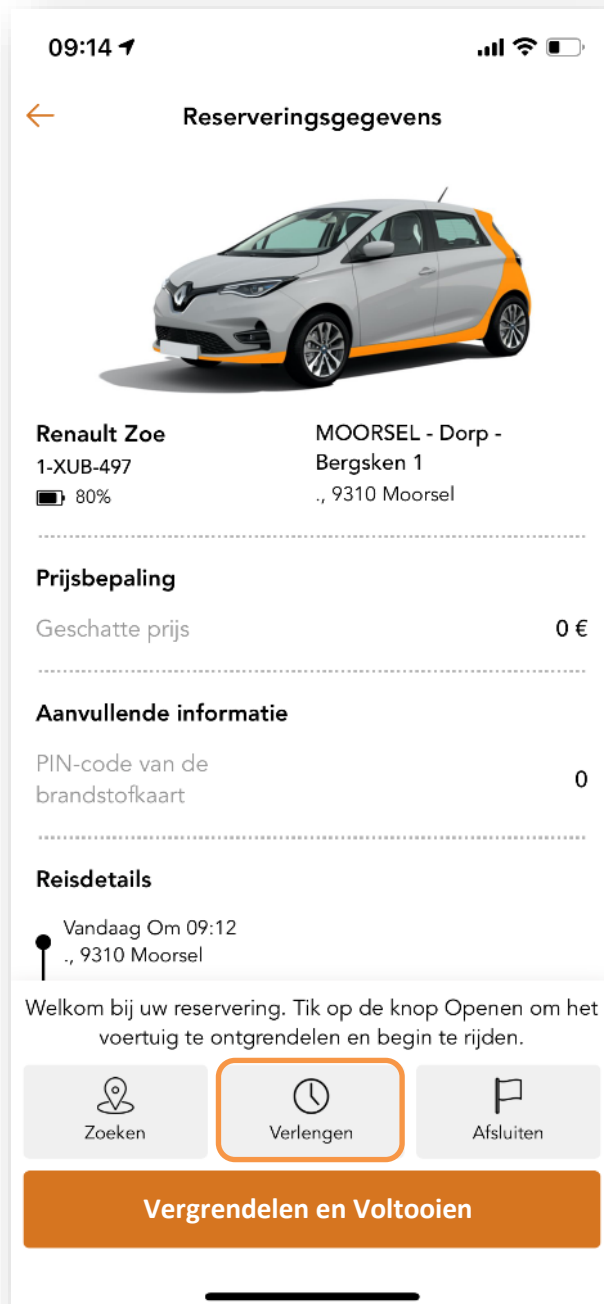 09:14
Reserveringsgegevens
Renault Zoe
1-XUB-497
80%
MOORSEL - Dorp -
Bergsken 1
., 9310 Moorsel
Prijsbepaling
Geschatte prijs
0 €
Aanvullende informatie
PIN-code van de
brandstofkaart
0
Reisdetails
Vandaag Om 09:12
., 9310 Moorsel
Welkom bij uw reservering. Tik op de knop Openen om het
voertuig te ontgrendelen en begin te rijden.
Zoeken
Verlengen
Afsluiten
Vergrendelen en Voltooien